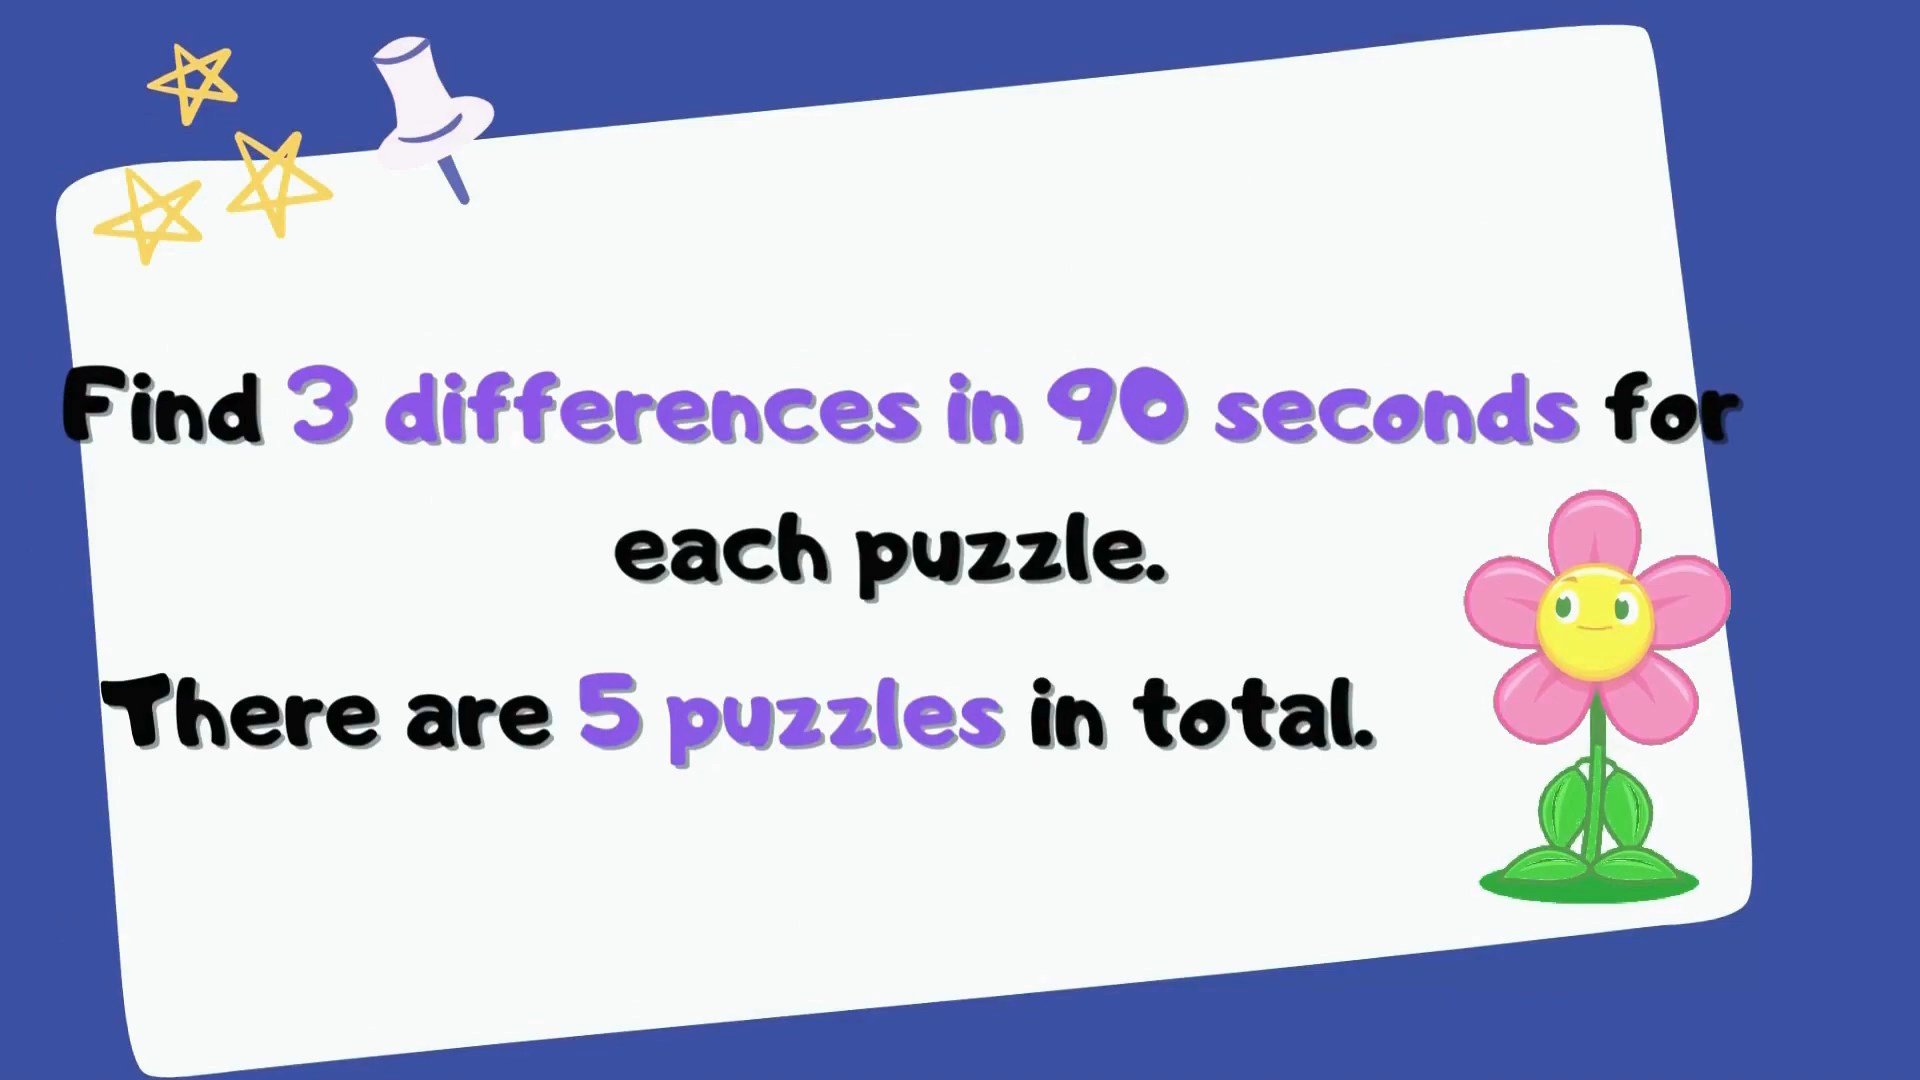 Find 3 differences in 90 seconds for
each puzzle.
There are 5 puzzles in total.